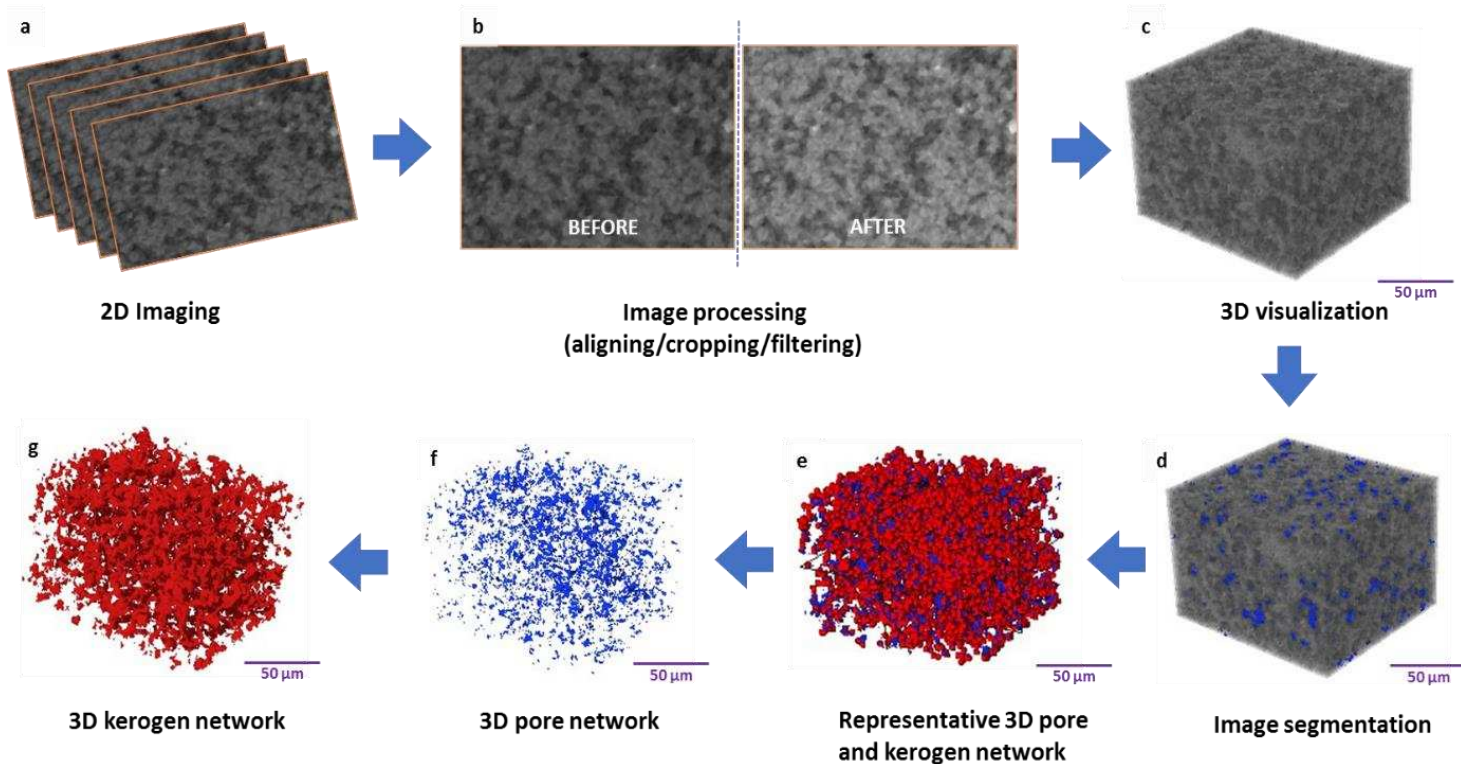 a
b
c
BEFORE
AFTER
50 µm
2D Imaging
Image processing
(aligning/cropping/filtering)
3D visualization
g
f
e
d
50 µm
50 µm
50 µm
50 µm
3D kerogen network
3D pore network
Representative 3D pore
and kerogen network
Image segmentation